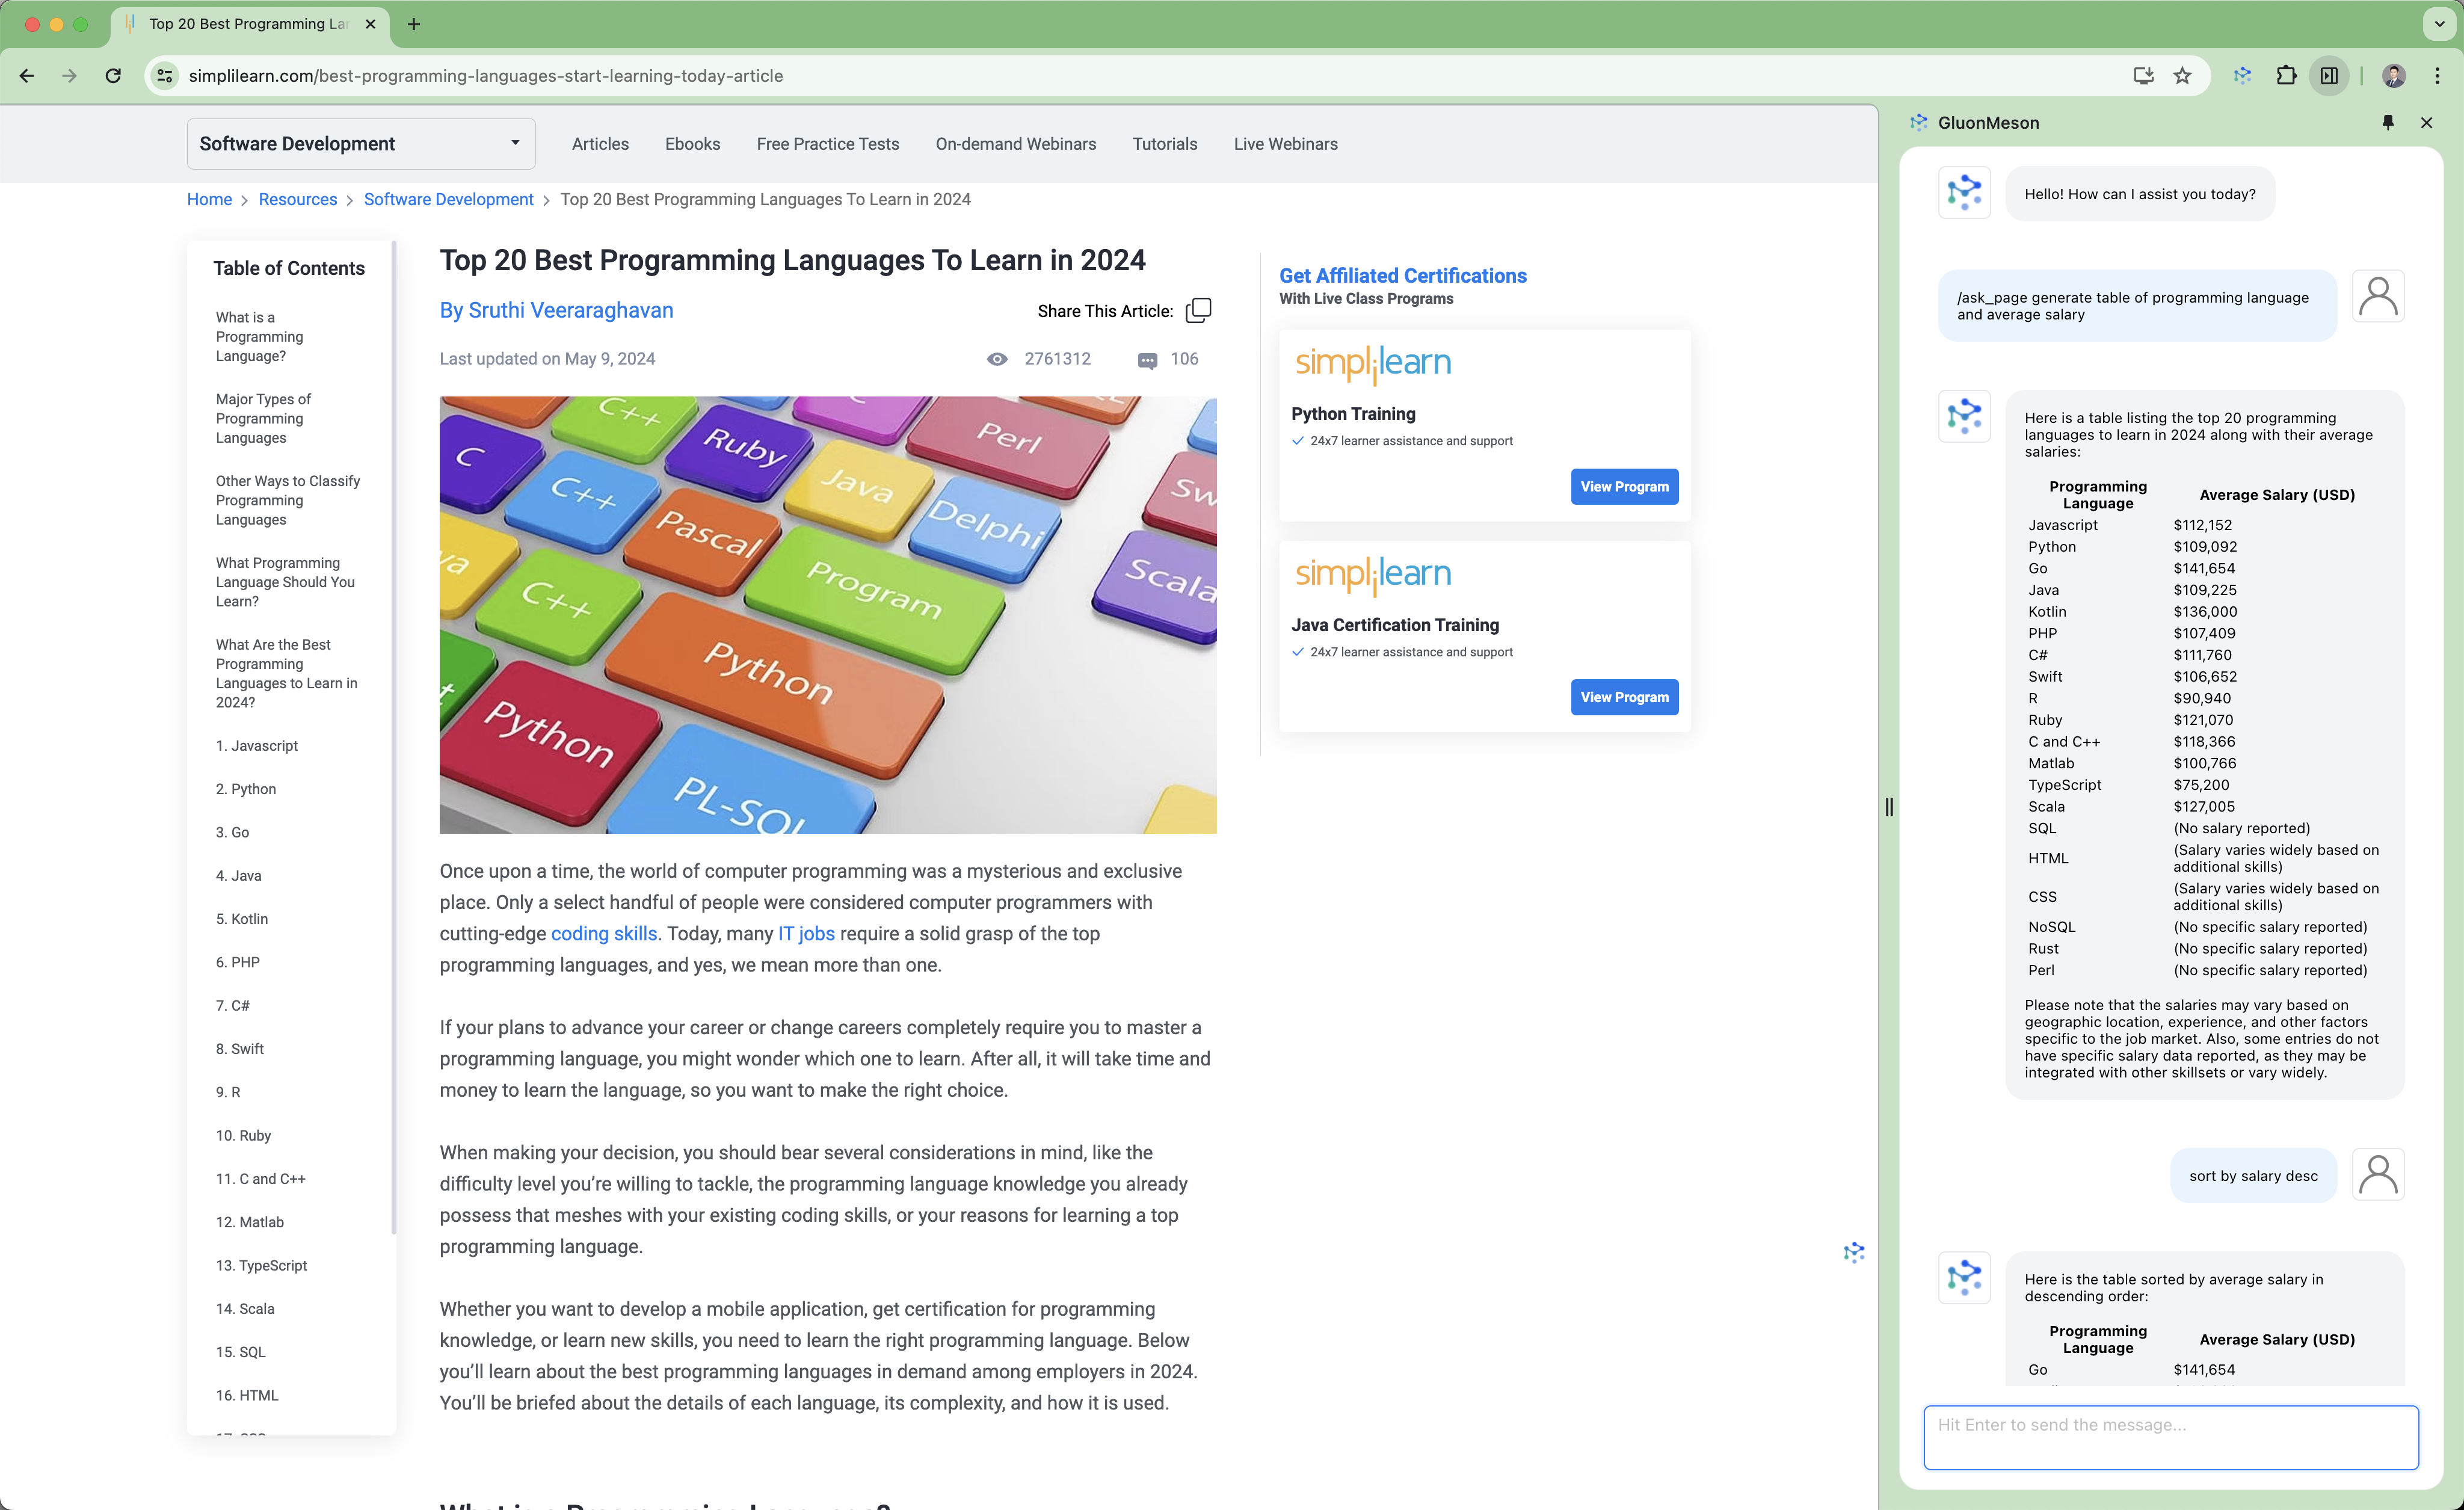 Top 20 Best Programming Lan
simplilearn.com/best-programming-languages-start-learning-today-article
Software Development
Articles
Ebooks
Free Practice Tests
On-demand Webinars
Tutorials
Live Webinars
Home > Resources > Software Development > Top 20 Best Programming Languages To Learn in 2024
Table of Contents
What is a
Programming
Language?
Major Types of
Programming
Languages
Other Ways to Classify
Programming
Languages
What Programming
Language Should You
Learn?
What Are the Best
Programming
Languages to Learn in
2024?
1. Javascript
2. Python
3. Go
4. Java
5. Kotlin
6. PHP
7. C#
8. Swift
9. R
10. Ruby
11. C and C++
12. Matlab
13. TypeScript
14. Scala
15. SQL
16. HTML
17. CSS
Top 20 Best Programming Languages To Learn in 2024
By Sruthi Veeraraghavan
Share This Article:
Last updated on May 9, 2024
2761312
106
C++
C
Perl
Ruby
C++
Java
Sw
Pascal
Delphi
va
Scala
C++
Program
Python
t
Python
PL-SQL
Once upon a time, the world of computer programming was a mysterious and exclusive
place. Only a select handful of people were considered computer programmers with
cutting-edge coding skills. Today, many IT jobs require a solid grasp of the top
programming languages, and yes, we mean more than one.
If your plans to advance your career or change careers completely require you to master a
programming language, you might wonder which one to learn. After all, it will take time and
money to learn the language, so you want to make the right choice.
When making your decision, you should bear several considerations in mind, like the
difficulty level you’re willing to tackle, the programming language knowledge you already
possess that meshes with your existing coding skills, or your reasons for learning a top
programming language.
Whether you want to develop a mobile application, get certification for programming
knowledge, or learn new skills, you need to learn the right programming language. Below
you’ll learn about the best programming languages in demand among employers in 2024.
You’ll be briefed about the details of each language, its complexity, and how it is used.
What is a Programming Language?
Get Affiliated Certifications
With Live Class Programs
simplilearn
Python Training
24x7 learner assistance and support
View Program
simplilearn
Java Certification Training
24x7 learner assistance and support
View Program
GluonMeson
Hello! How can I assist you today?
/ask_page generate table of programming language
and average salary
Here is a table listing the top 20 programming
languages to learn in 2024 along with their average
salaries:
Programming
Language
Average Salary (USD)
Javascript $112,152
Python $109,092
Go $141,654
Java $109,225
Kotlin $136,000
PHP $107,409
C# $111,760
Swift $106,652
R $90,940
Ruby $121,070
C and C++ $118,366
Matlab $100,766
TypeScript $75,200
Scala $127,005
SQL (No salary reported)
HTML (Salary varies widely based on
additional skills)
CSS (Salary varies widely based on
additional skills)
NoSQL (No specific salary reported)
Rust (No specific salary reported)
Perl (No specific salary reported)
Please note that the salaries may vary based on
geographic location, experience, and other factors
specific to the job market. Also, some entries do not
have specific salary data reported, as they may be
integrated with other skillsets or vary widely.
sort by salary desc
Here is the table sorted by average salary in
descending order:
Programming
Language
Average Salary (USD)
Go $141,654
Hit Enter to send the message...